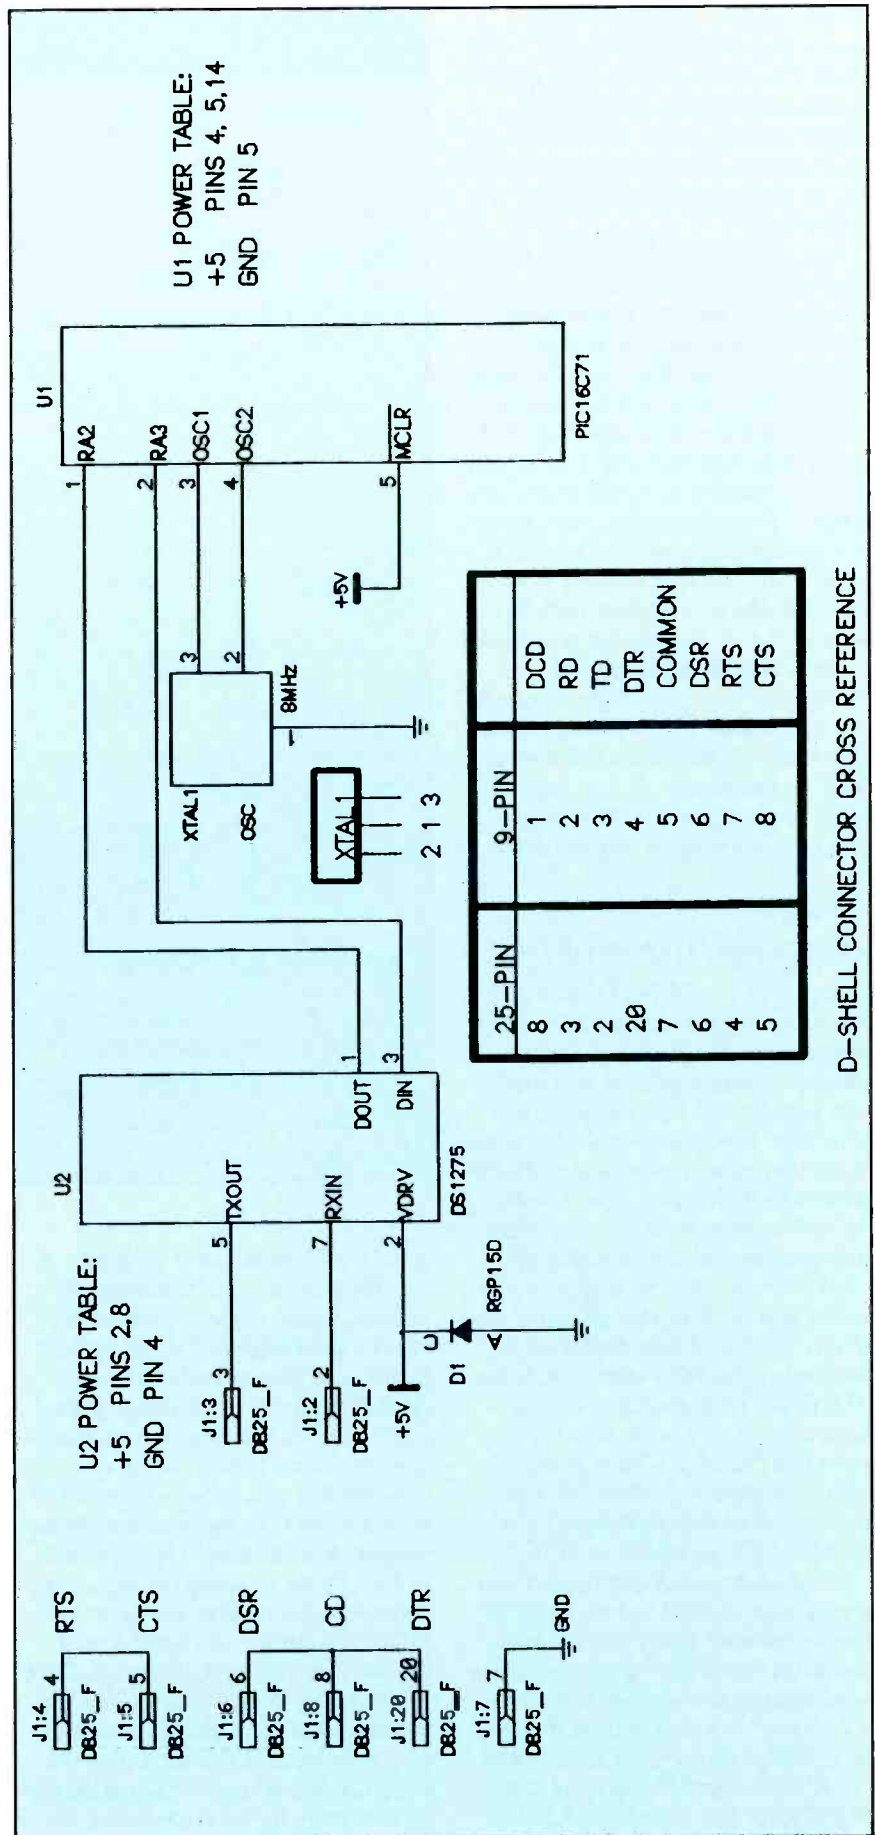 U2 POWER TABLE:
+5 PINS 2,8
GND PIN 4
U1 POWER TABLE:
+5 PINS 4, 5,14
GND PIN 5
J1:4
4
RTS
DB25_F
J1:5
5
CTS
DB25_F
J1:6
6
DSR
DB25_F
J1:8
8
CD
DB25_F
J1:20
20
DTR
DB25_F
J1:7
7
GND
DB25_F
J1:3
3
DB25_F
J1:2
2
DB25_F
+5V
D1
C
A
RGP15D
U2
5 TXOUT
7 RXIN
2 VDRV
DOUT 1
DIN 3
DS1275
XTAL1
OSC
3
2
1
8MHz
XTAL1
2 1 3
+5V
U1
1 RA2
2 RA3
3 OSC1
4 OSC2
5 MCLR
PIC16C71
25-PIN 9-PIN
8 1 DCD
3 2 RD
2 3 TD
20 4 DTR
7 5 COMMON
6 6 DSR
4 7 RTS
5 8 CTS
D-SHELL CONNECTOR CROSS REFERENCE